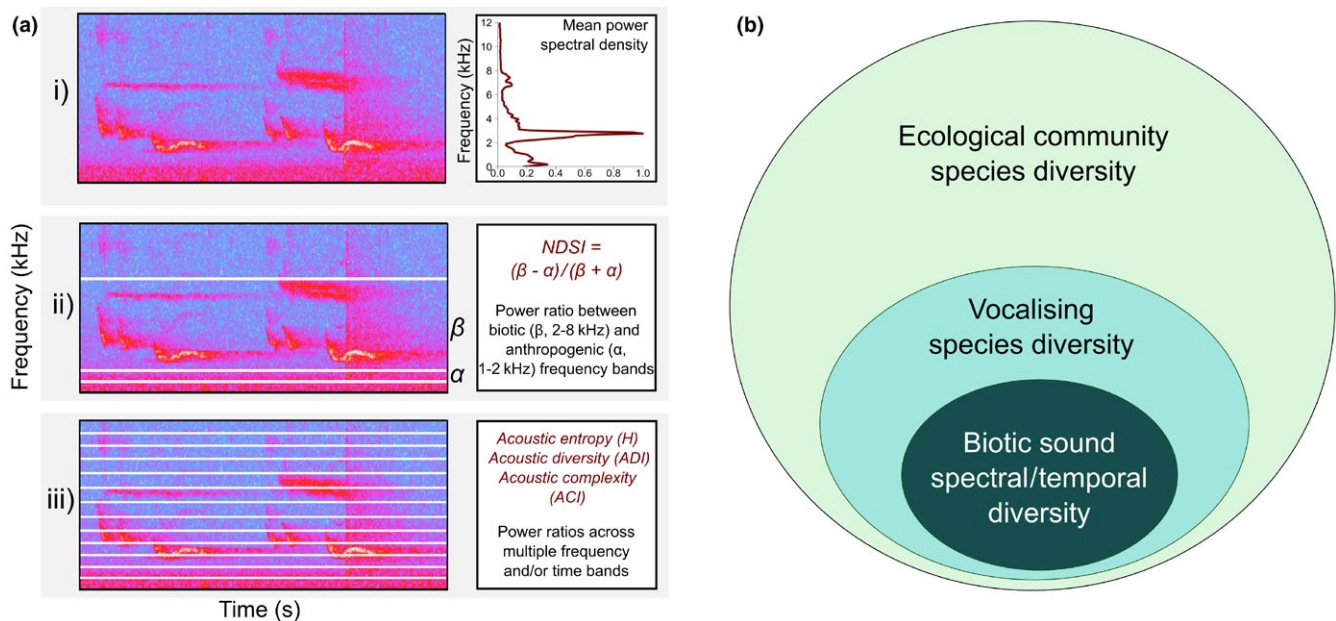 (a)
i)
Mean power
spectral density
Frequency (kHz)
12
10
8
6
4
2
0
0.0 0.2 0.4 0.6 0.8 1.0
Frequency (kHz)
ii)
β
α
NDSI =
(β - α)/(β + α)
Power ratio between
biotic (β, 2-8 kHz) and
anthropogenic (α,
1-2 kHz) frequency bands
iii)
Acoustic entropy (H)
Acoustic diversity (ADI)
Acoustic complexity
(ACI)
Power ratios across
multiple frequency
and/or time bands
Time (s)
(b)
Ecological community
species diversity
Vocalising
species diversity
Biotic sound
spectral/temporal
diversity